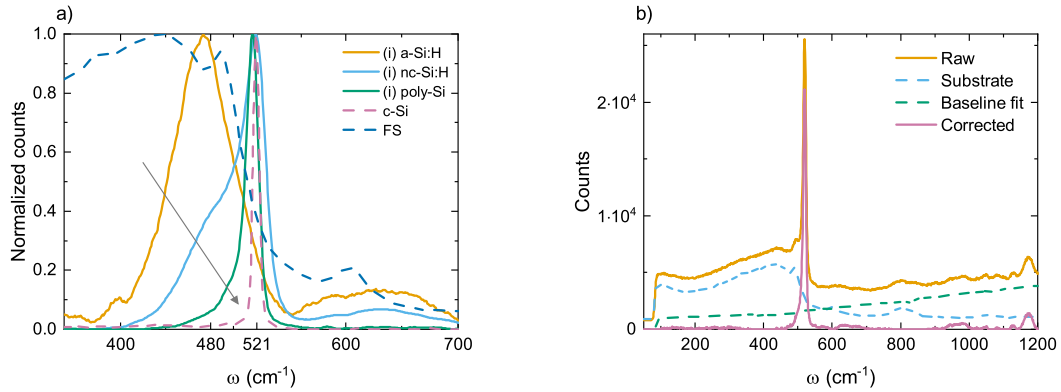 a)
Normalized counts
1.0
0.8
0.6
0.4
0.2
0.0
(i) a-Si:H
(i) nc-Si:H
(i) poly-Si
c-Si
FS
400 480 521 600 700
ω (cm⁻¹)
b)
Counts
2·10⁴
1·10⁴
0
Raw
Substrate
Baseline fit
Corrected
200 400 600 800 1000 1200
ω (cm⁻¹)